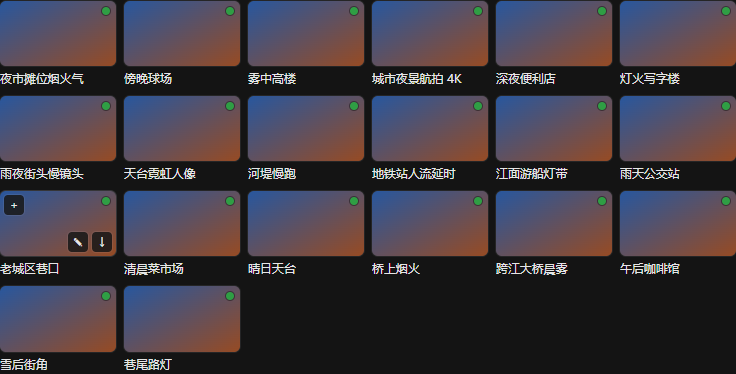 夜市摊位烟火气
傍晚球场
雾中高楼
城市夜景航拍 4K
深夜便利店
灯火写字楼
雨夜街头慢镜头
天台霓虹人像
河堤慢跑
地铁站人流延时
江面游船灯带
雨天公交站
老城区巷口
清晨菜市场
晴日天台
桥上烟火
跨江大桥晨雾
午后咖啡馆
雪后街角
巷尾路灯